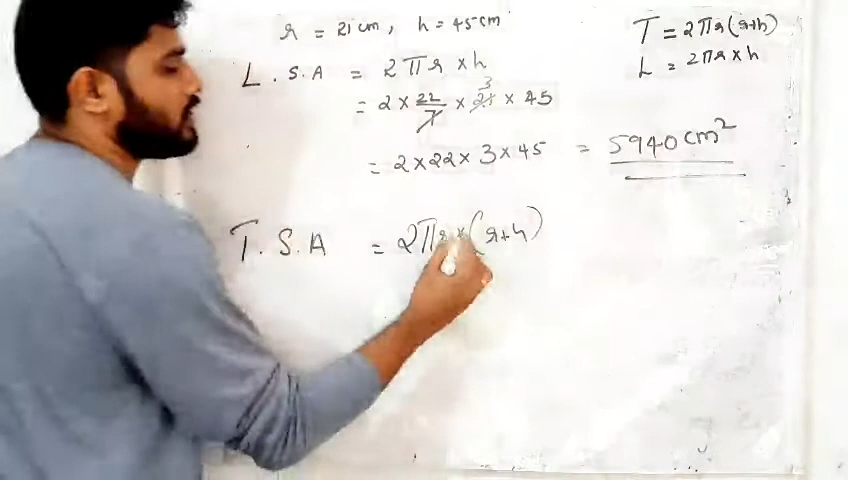 r = 21 cm, h = 45 cm
T = 2πr(r+h)
L = 2πr × h
L.S.A = 2πr × h
= 2 × 22/7 × 21 3 × 45
= 2×22× 3×45 = 5940 cm²
T.S.A = 2πr×(r+h)